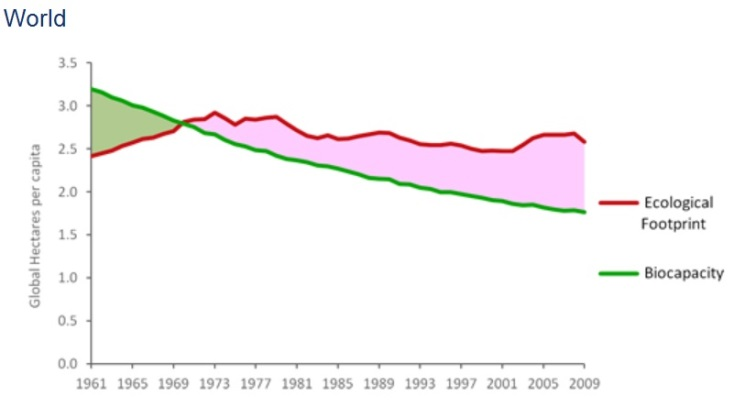 World
3.5
3.0
2.5
2.0
1.5
1.0
0.5
0.0
Global Hectares per capita
1961 1965 1969 1973 1977 1981 1985 1989 1993 1997 2001 2005 2009
Ecological
Footprint
Biocapacity